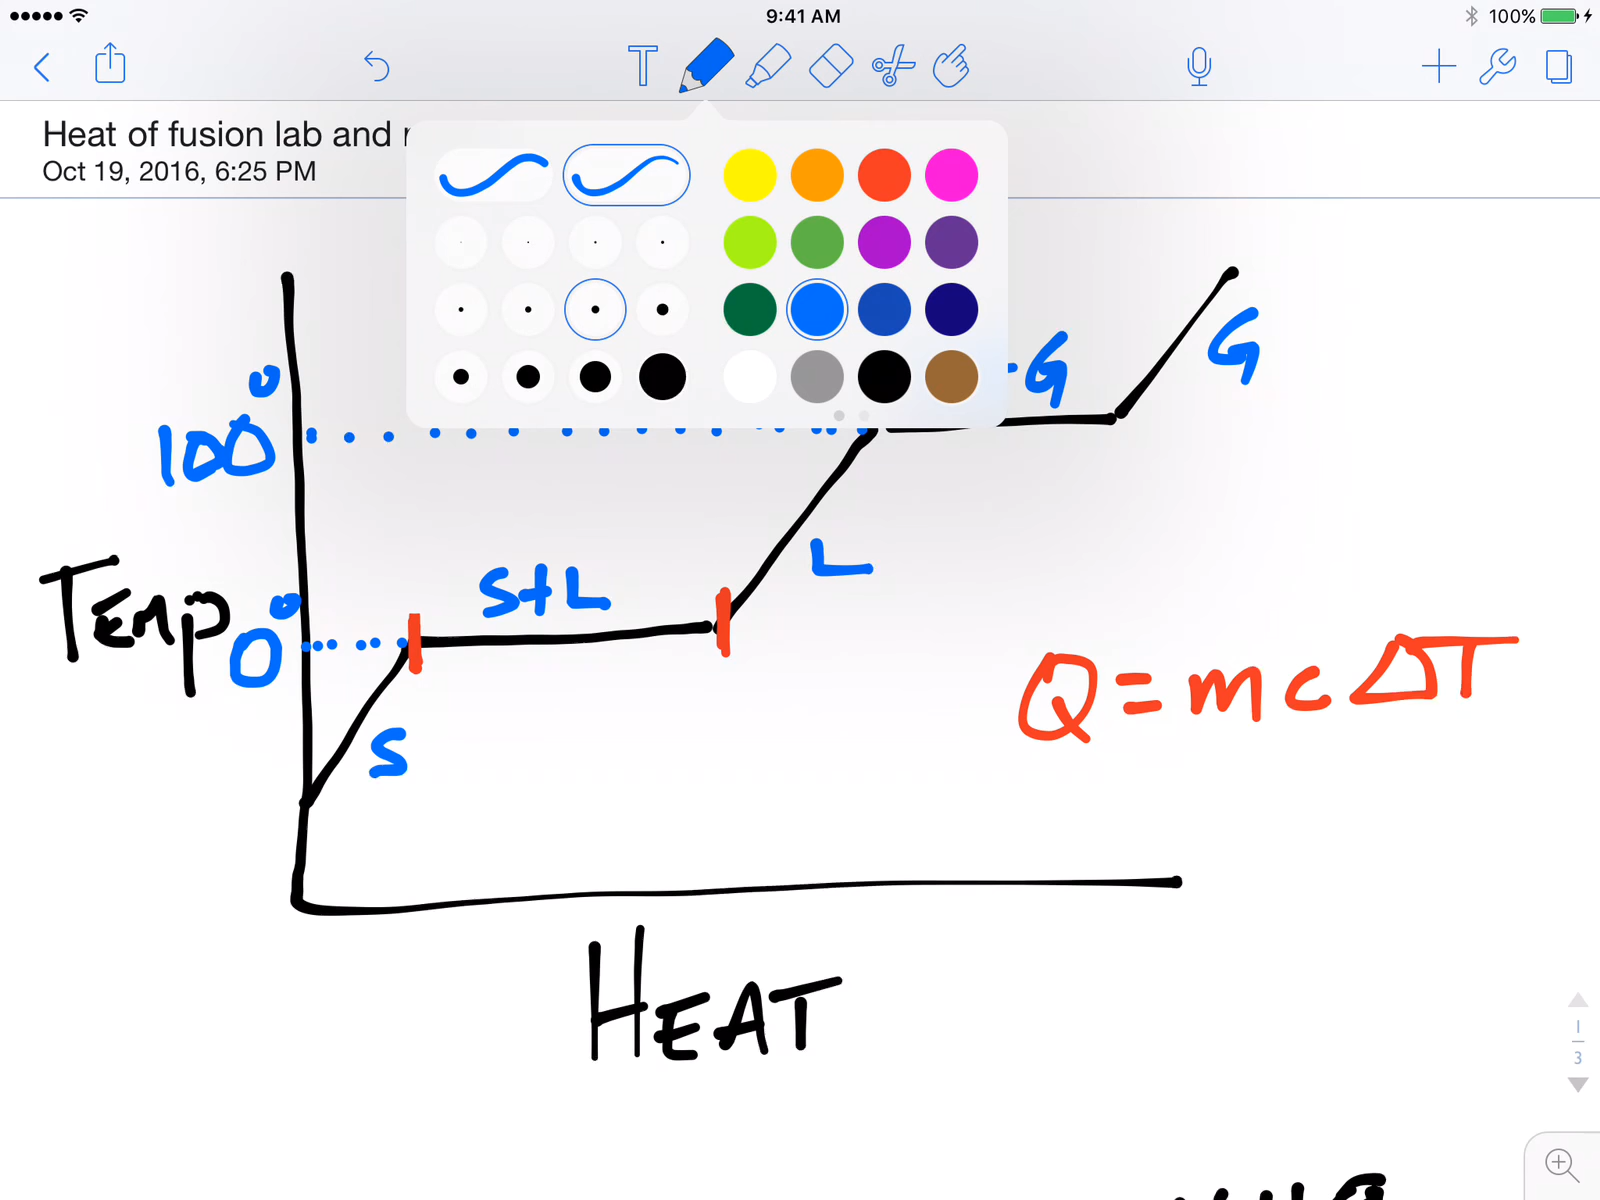 9:41 AM
100%
T
Heat of fusion lab and
Oct 19, 2016, 6:25 PM
G
G
100°
L
S+L
Temp
0°
Q=mcΔT
S
HEAT
1
3